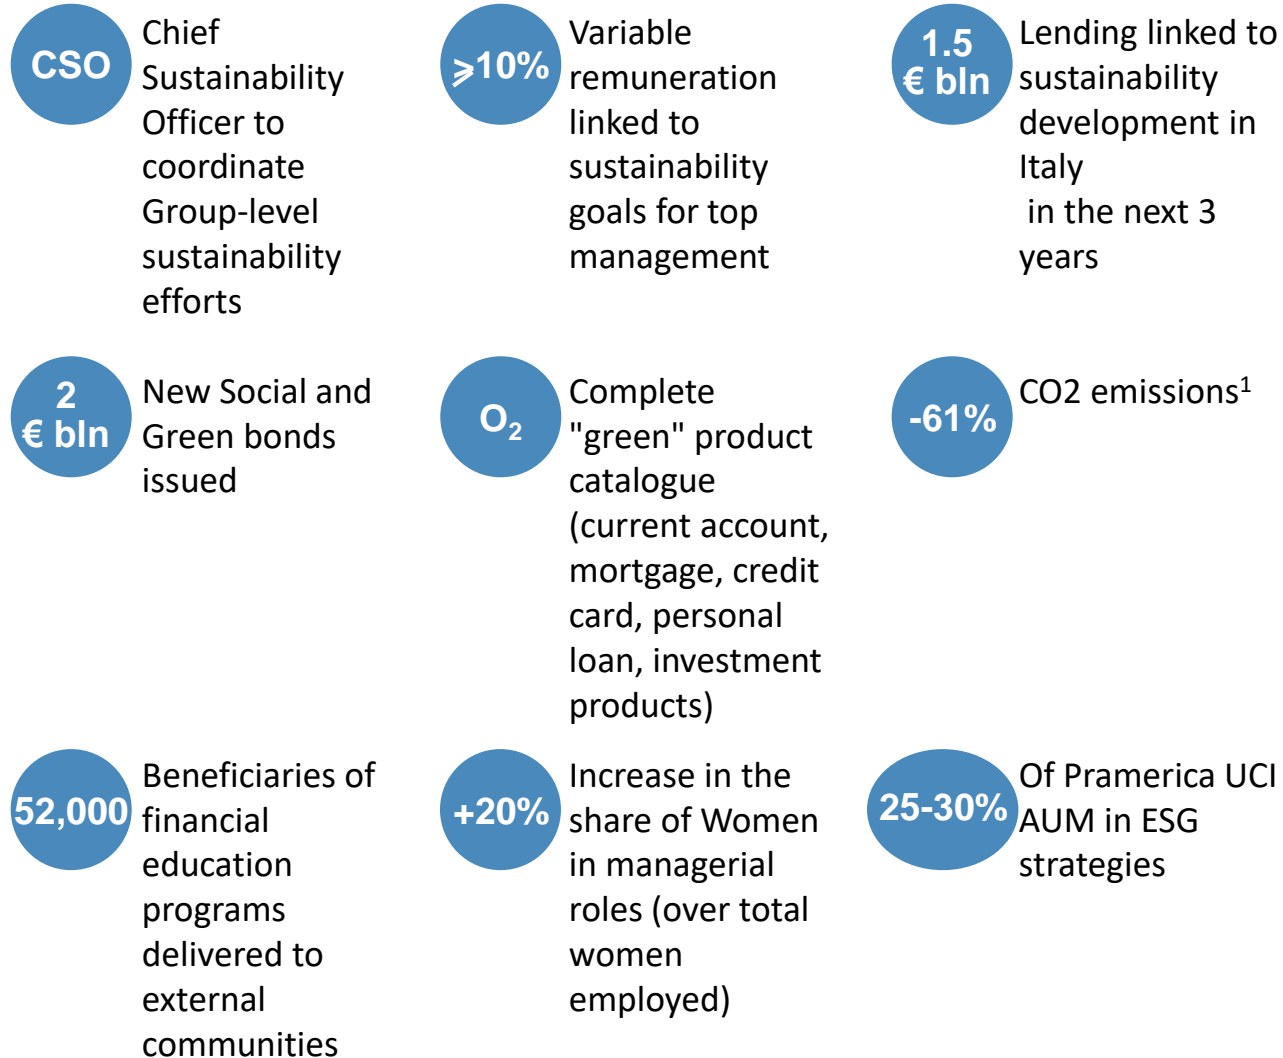 CSO
Chief
Sustainability
Officer to
coordinate
Group-level
sustainability
efforts
⩾10%
Variable
remuneration
linked to
sustainability
goals for top
management
1.5
€ bln
Lending linked to
sustainability
development in
Italy
in the next 3
years
2
€ bln
New Social and
Green bonds
issued
O₂
Complete
"green" product
catalogue
(current account,
mortgage, credit
card, personal
loan, investment
products)
-61%
CO2 emissions¹
52,000
Beneficiaries of
financial
education
programs
delivered to
external
communities
+20%
Increase in the
share of Women
in managerial
roles (over total
women
employed)
25-30%
Of Pramerica UCI
AUM in ESG
strategies